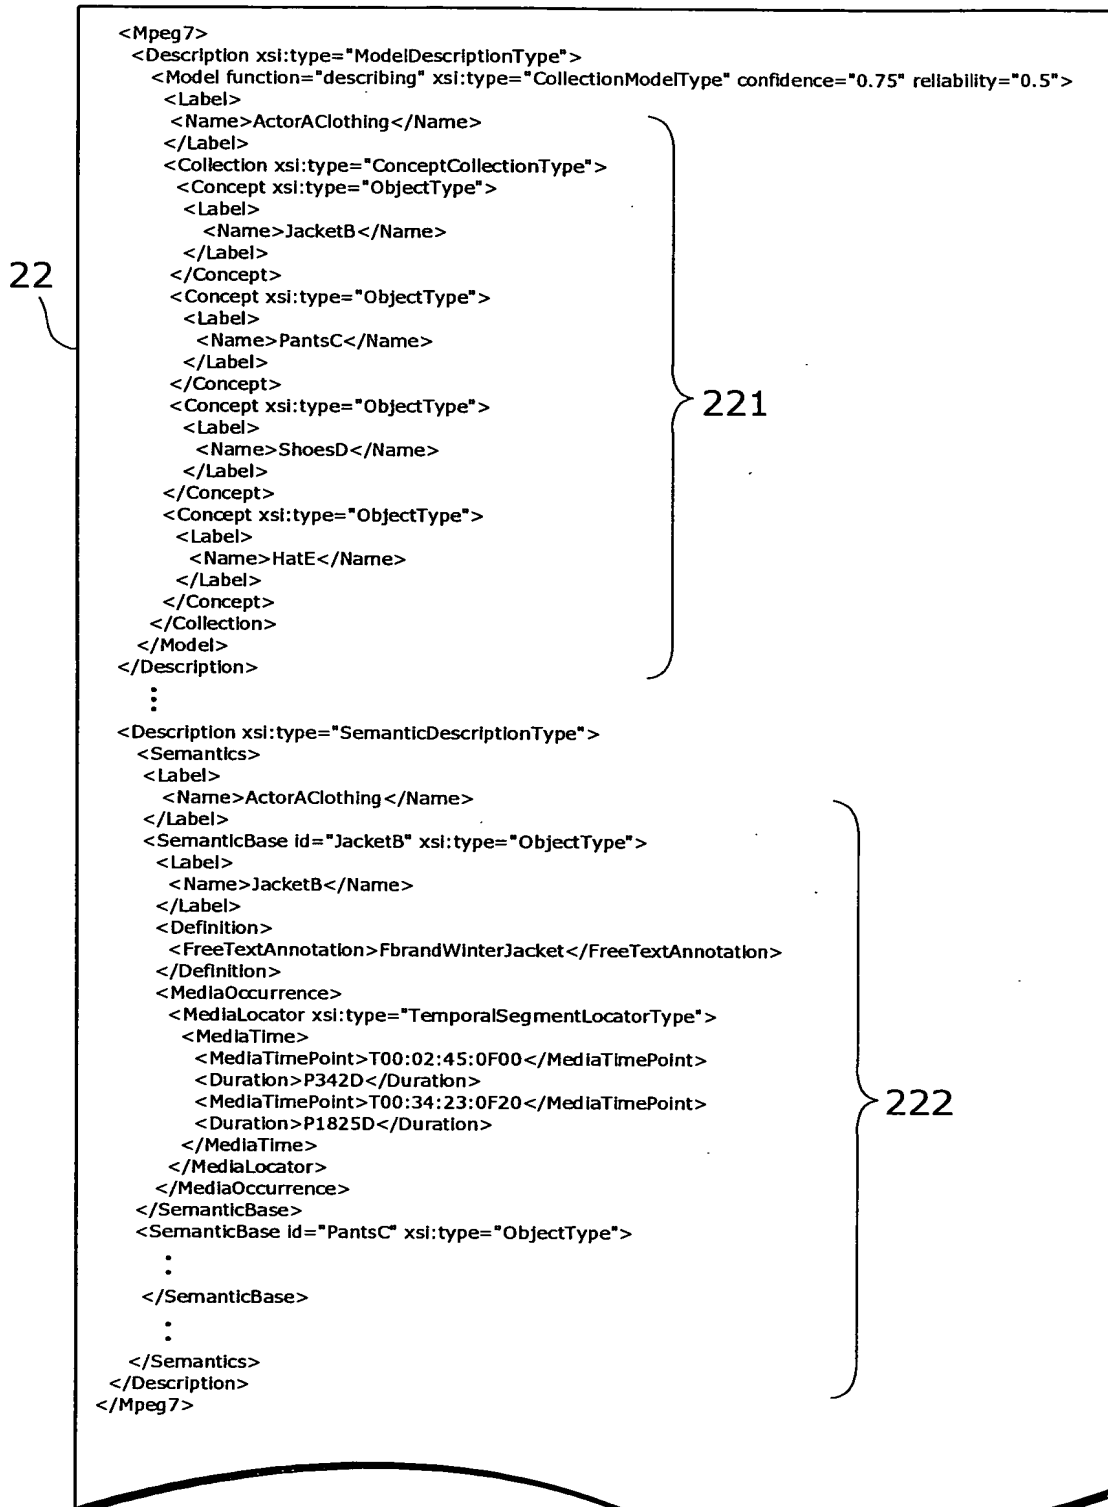 <Mpeg7>
<Description xsi:type="ModelDescriptionType">
<Model function="describing" xsi:type="CollectionModelType" confidence="0.75" reliability="0.5">
<Label>
<Name>ActorAClothing</Name>
</Label>
<Collection xsi:type="ConceptCollectionType">
<Concept xsi:type="ObjectType">
<Label>
<Name>JacketB</Name>
</Label>
</Concept>
22
<Concept xsi:type="ObjectType">
<Label>
<Name>PantsC</Name>
</Label>
</Concept>
221
<Concept xsi:type="ObjectType">
<Label>
<Name>ShoesD</Name>
</Label>
</Concept>
<Concept xsi:type="ObjectType">
<Label>
<Name>HatE</Name>
</Label>
</Concept>
</Collection>
</Model>
</Description>
<Description xsi:type="SemanticDescriptionType">
<Semantics>
<Label>
<Name>ActorAClothing</Name>
</Label>
<SemanticBase id="JacketB" xsi:type="ObjectType">
<Label>
<Name>JacketB</Name>
</Label>
<Definition>
<FreeTextAnnotation>FbrandWinterJacket</FreeTextAnnotation>
</Definition>
<MediaOccurrence>
<MediaLocator xsi:type="TemporalSegmentLocatorType">
<MediaTime>
<MediaTimePoint>T00:02:45:0F00</MediaTimePoint>
<Duration>P342D</Duration>
<MediaTimePoint>T00:34:23:0F20</MediaTimePoint>
222
<Duration>P1825D</Duration>
</MediaTime>
</MediaLocator>
</MediaOccurrence>
</SemanticBase>
<SemanticBase id="PantsC" xsi:type="ObjectType">
</SemanticBase>
</Semantics>
</Description>
</Mpeg7>